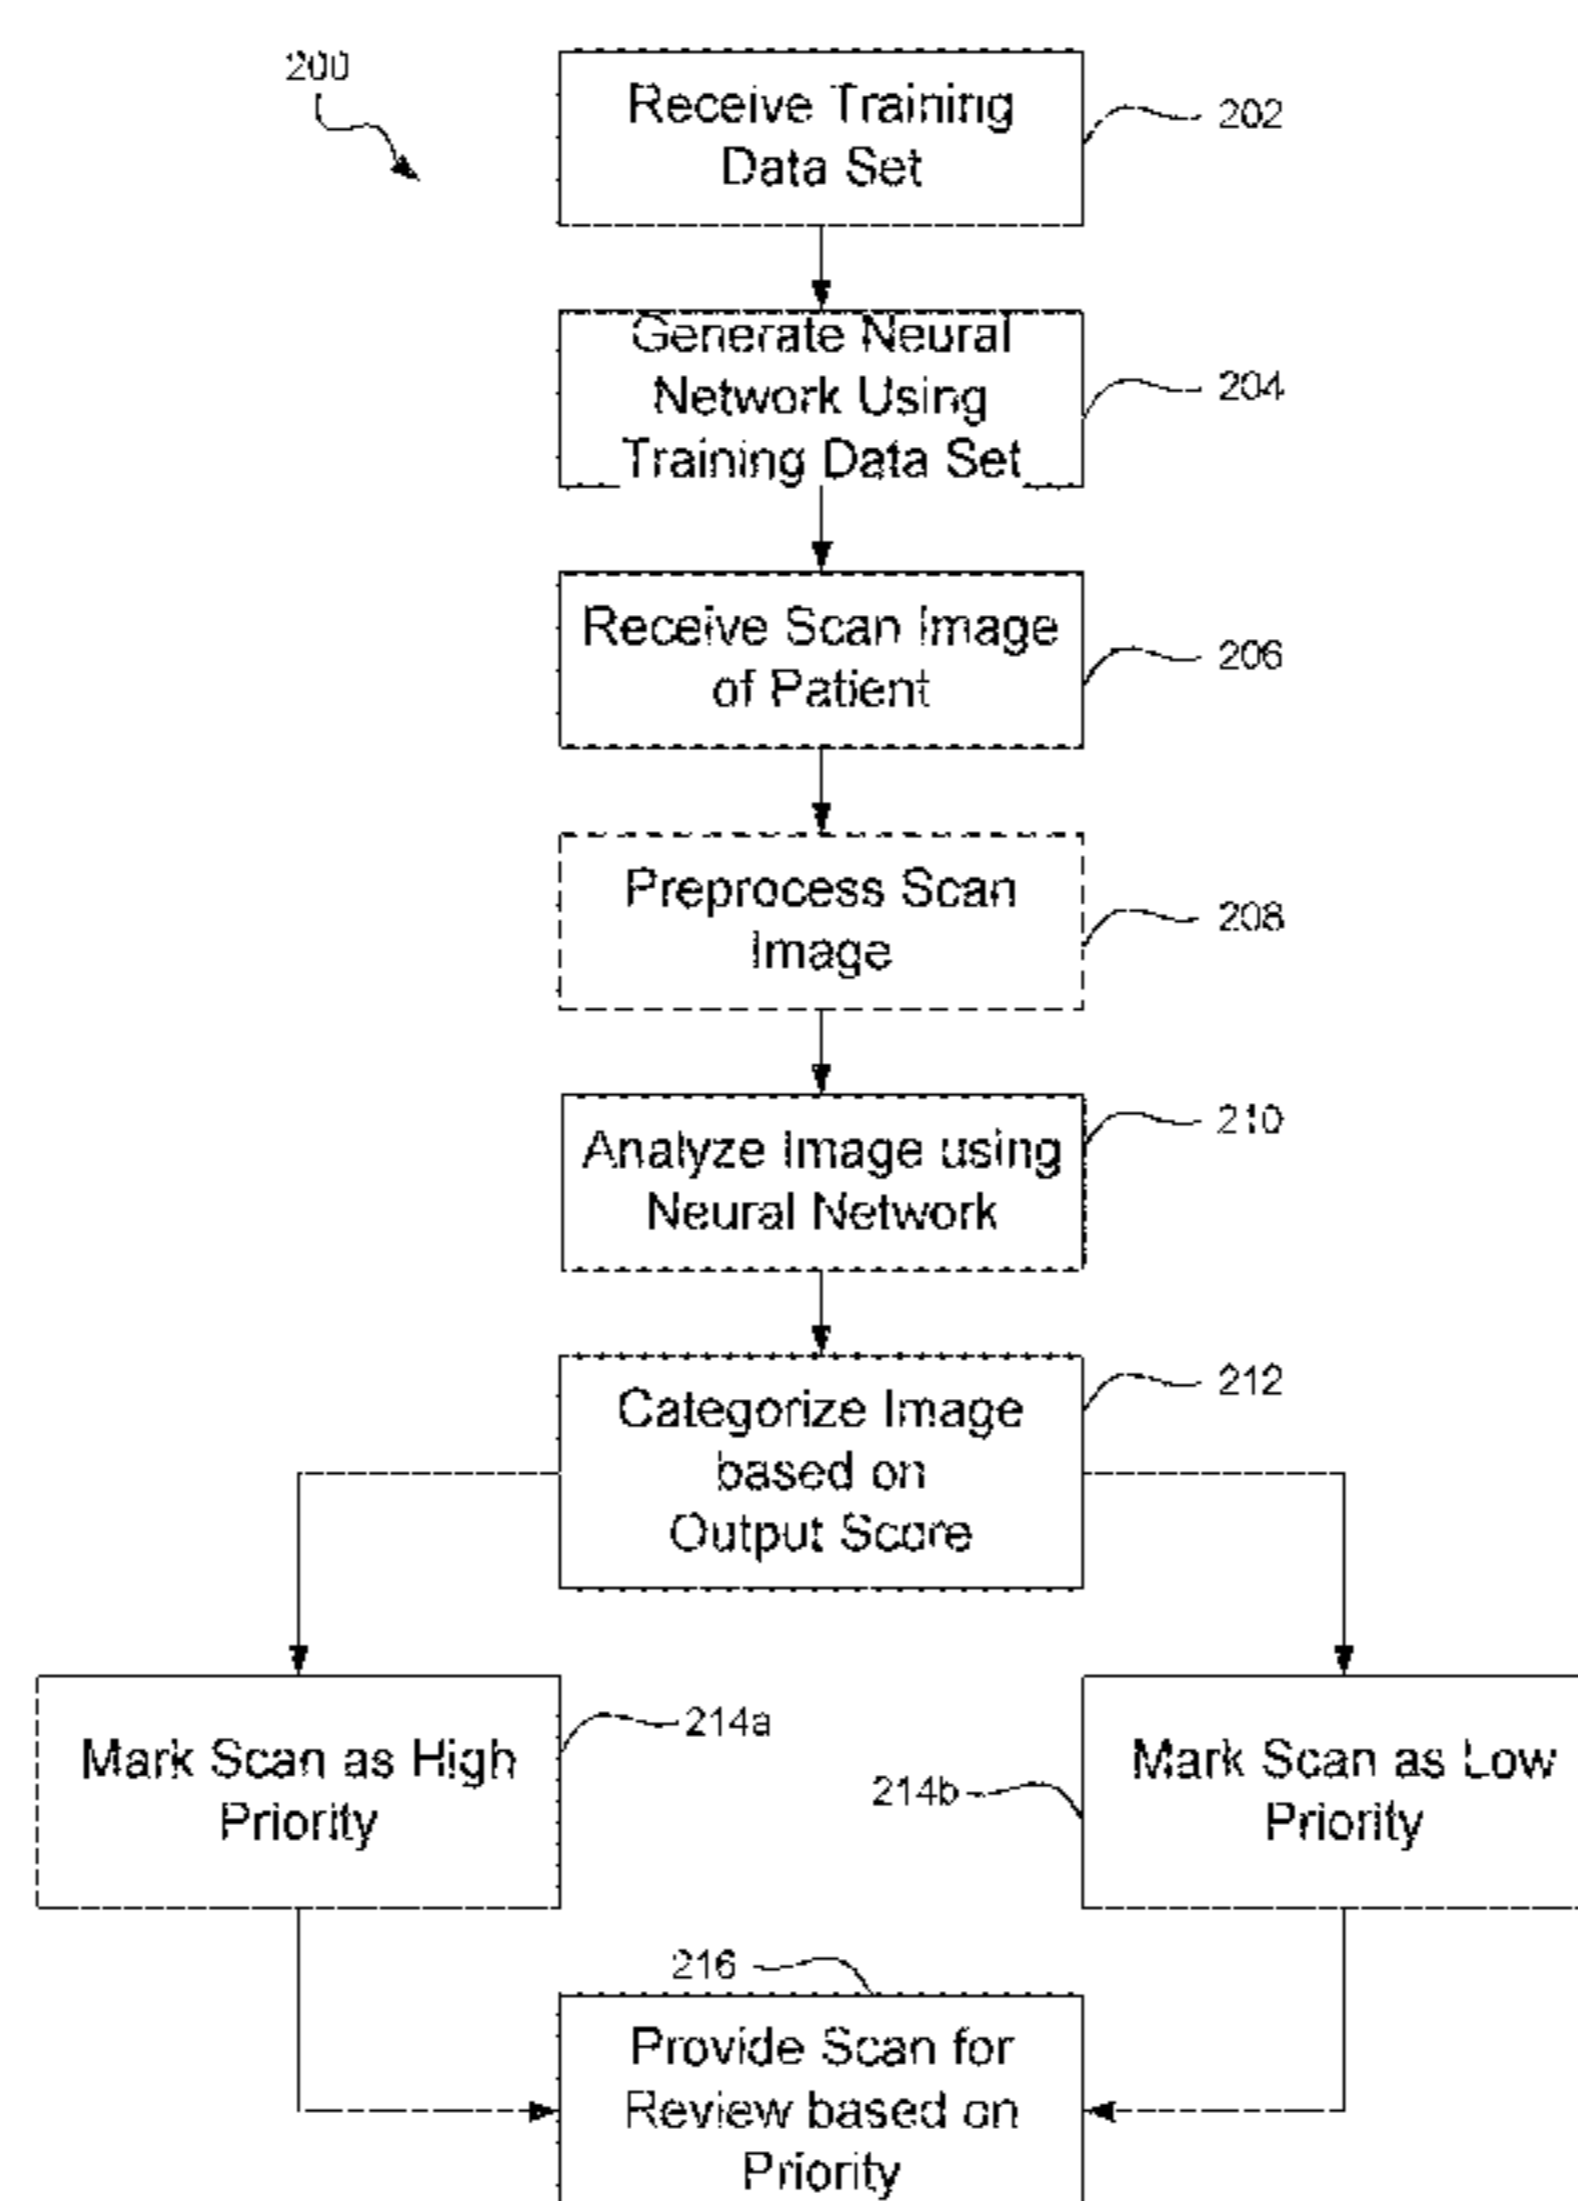 200
Receive Training
Data Set
202
Generate Neural
Network Using
Training Data Set
204
Receive Scan Image
of Patient
206
Preprocess Scan
Image
208
Analyze Image using
Neural Network
210
Categorize Image
based on
Output Score
212
Mark Scan as High
Priority
214a
214b
Mark Scan as Low
Priority
216
Provide Scan for
Review based on
Priority